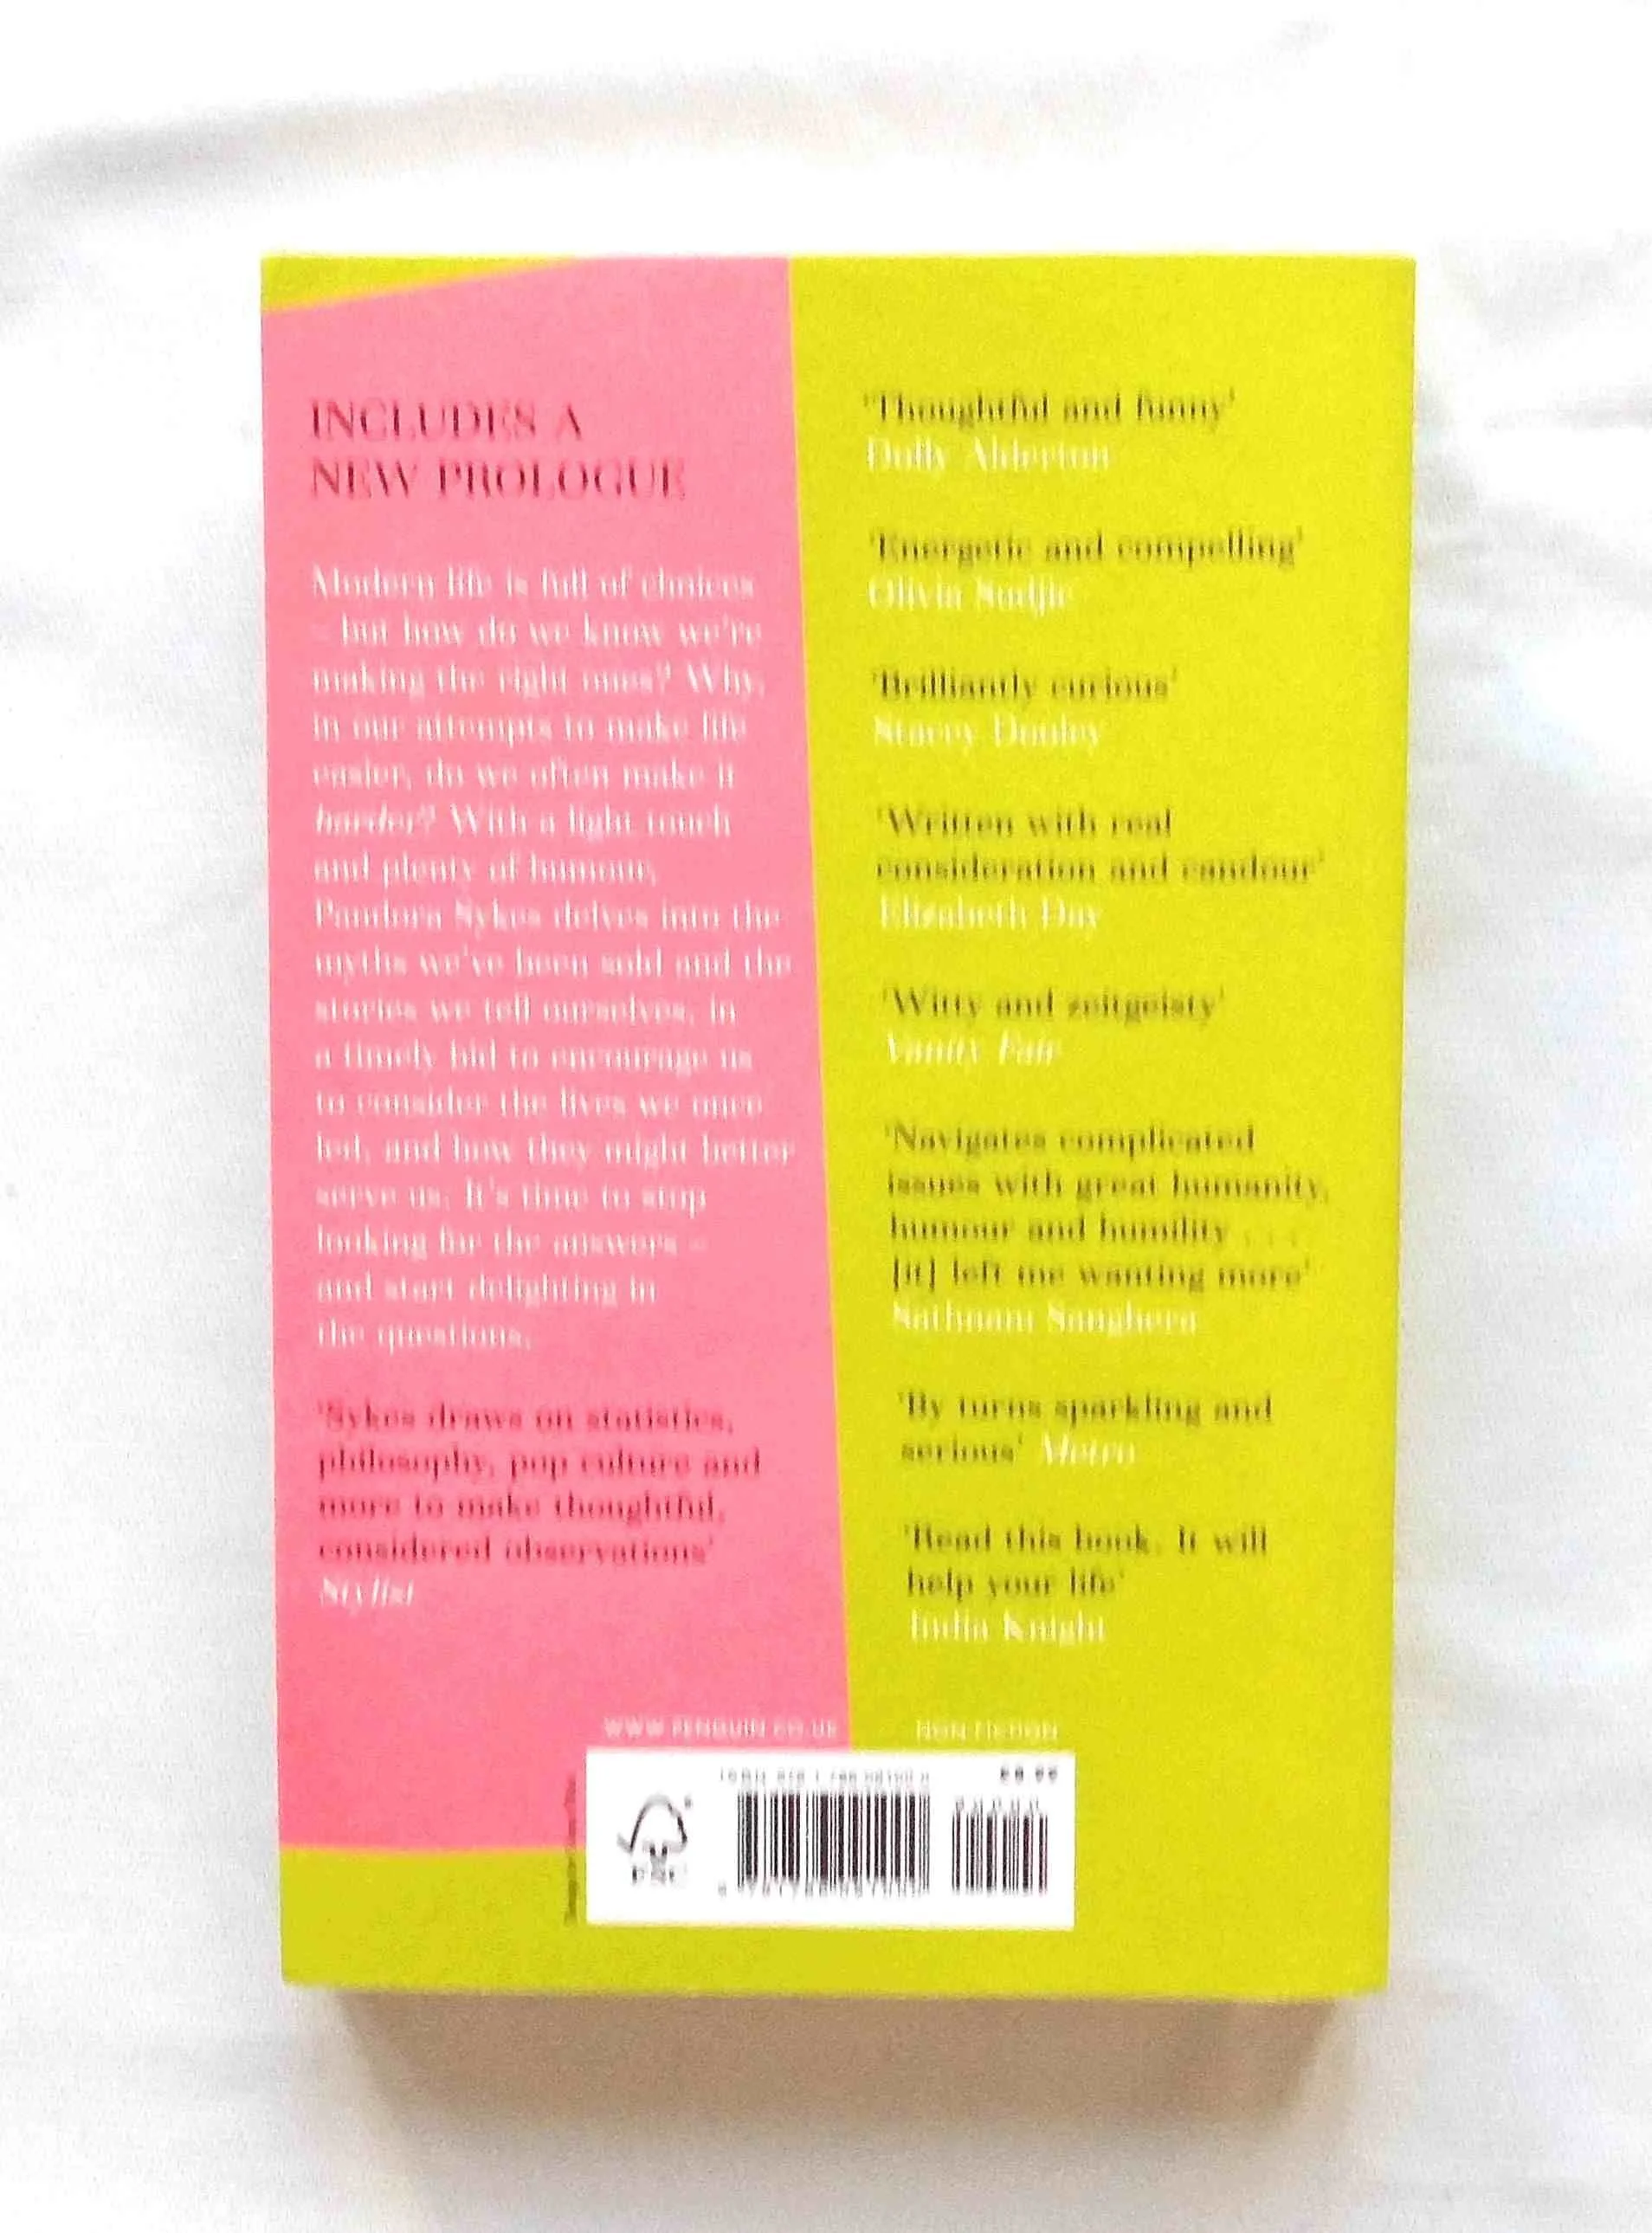 INCLUDES A
NEW PROLOGUE
Modern life is full of choices
– but how do we know we're
making the right ones? Why,
in our attempts to make life
easier, do we often make it
harder? With a light touch
and plenty of humour,
Pandora Sykes delves into the
myths we've been sold and the
stories we tell ourselves, in
a timely bid to encourage us
to consider the lives we once
led, and how they might better
serve us. It's time to stop
looking for the answers –
and start delighting in
the questions.
'Sykes draws on statistics,
philosophy, pop culture and
more to make thoughtful,
considered observations'
Stylist
'Thoughtful and funny'
Dolly Alderton
'Energetic and compelling'
Olivia Sudjic
'Brilliantly curious'
Stacey Dooley
'Written with real
consideration and candour'
Elizabeth Day
'Witty and zeitgeisty'
Vanity Fair
'Navigates complicated
issues with great humanity,
humour and humility . . .
[it] left me wanting more'
Sathnam Sanghera
'By turns sparkling and
serious' Metro
'Read this book. It will
help your life'
India Knight
WWW.PENGUIN.CO.UK
NON-FICTION
FSC